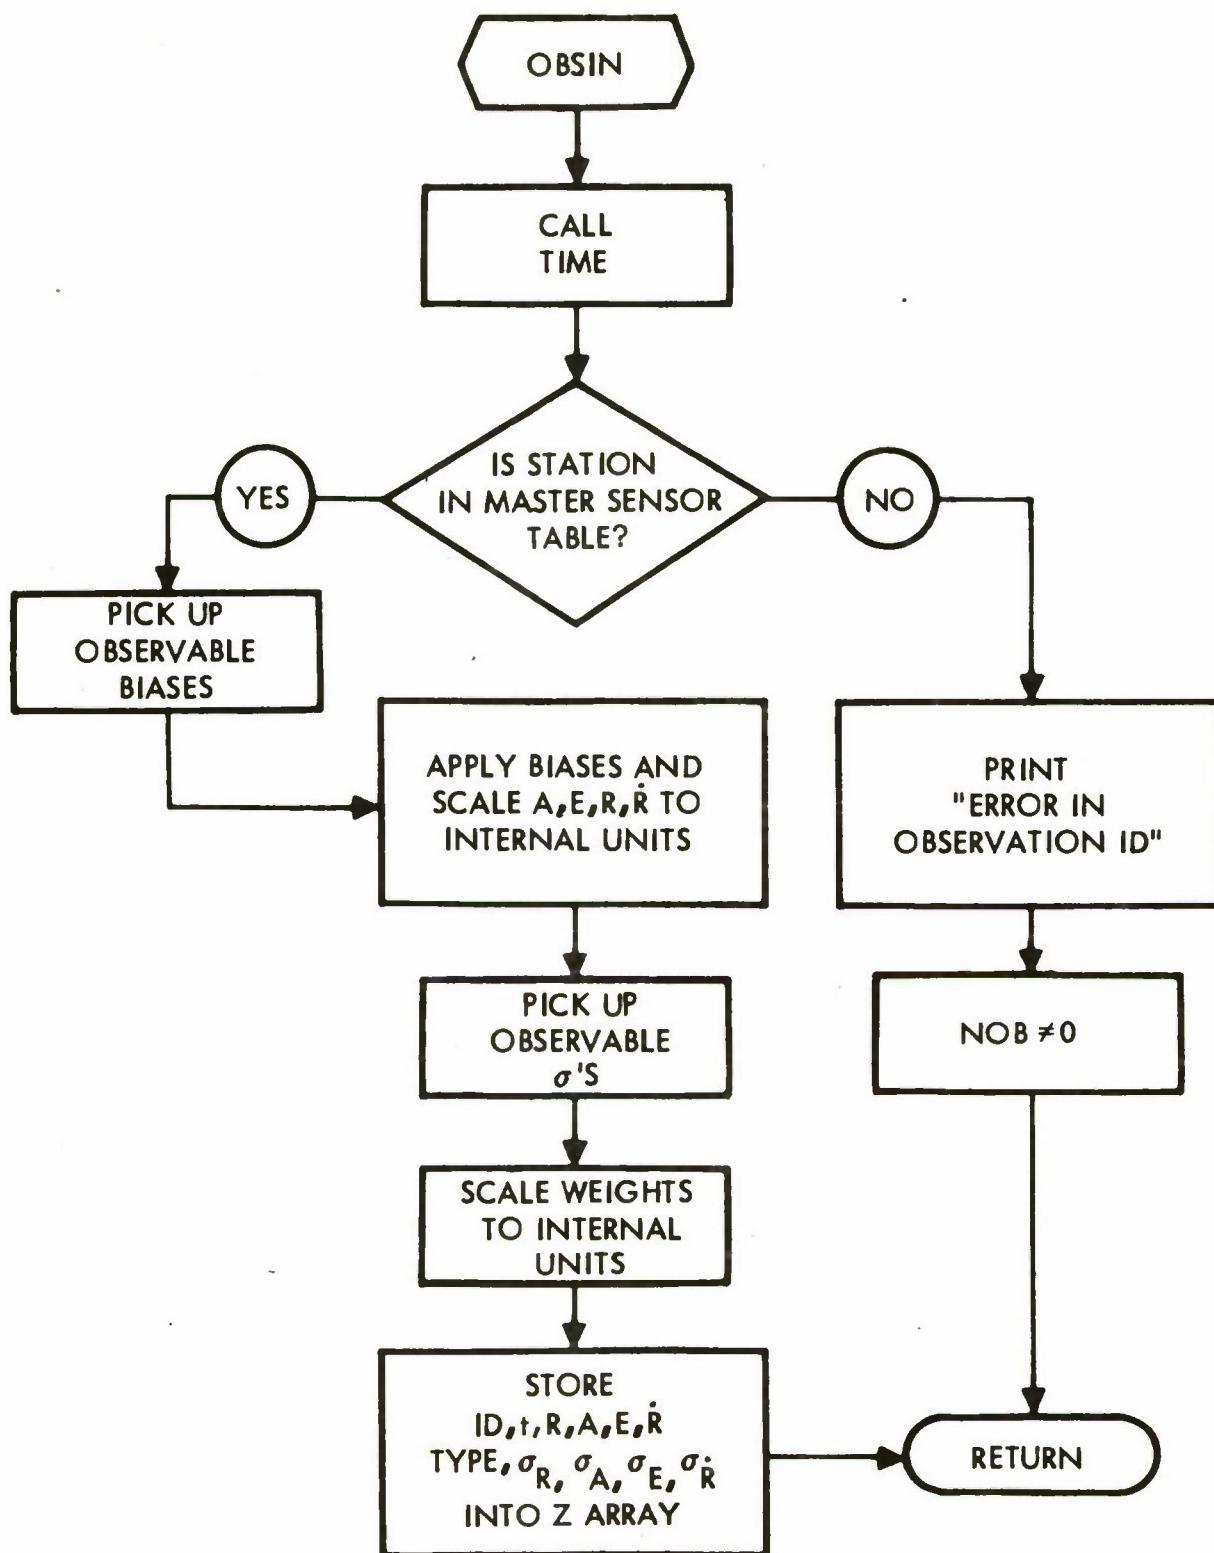 OBSIN
CALL
TIME
IS STATION
IN MASTER SENSOR
TABLE?
YES
NO
PICK UP
OBSERVABLE
BIASES
APPLY BIASES AND
SCALE A,E,R,Ṙ TO
INTERNAL UNITS
PRINT
"ERROR IN
OBSERVATION ID"
PICK UP
OBSERVABLE
σ'S
NOB ≠0
SCALE WEIGHTS
TO INTERNAL
UNITS
STORE
ID,t,R,A,E,Ṙ
TYPE, σR, σA, σE, σṘ
INTO Z ARRAY
RETURN